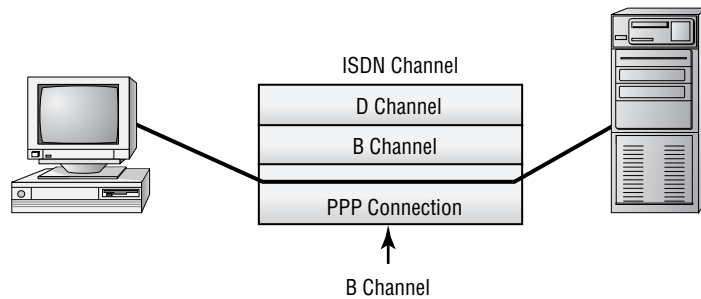 ISDN Channel
D Channel
B Channel
PPP Connection
B Channel